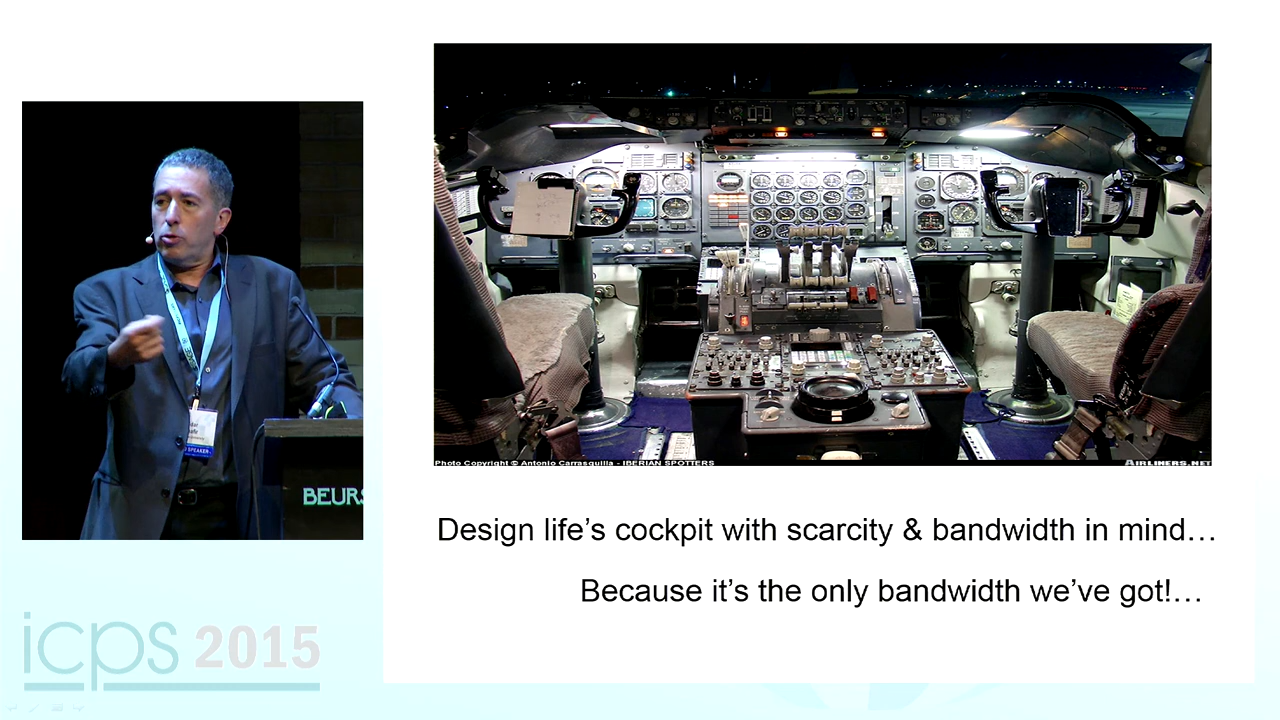 Photo Copyright © Antonio Carrasquilla - IBERIAN SPOTTERS
AIRLINERS.NET
Design life’s cockpit with scarcity & bandwidth in mind…
Because it’s the only bandwidth we’ve got!…
SPEAKER
BEURS
icps 2015